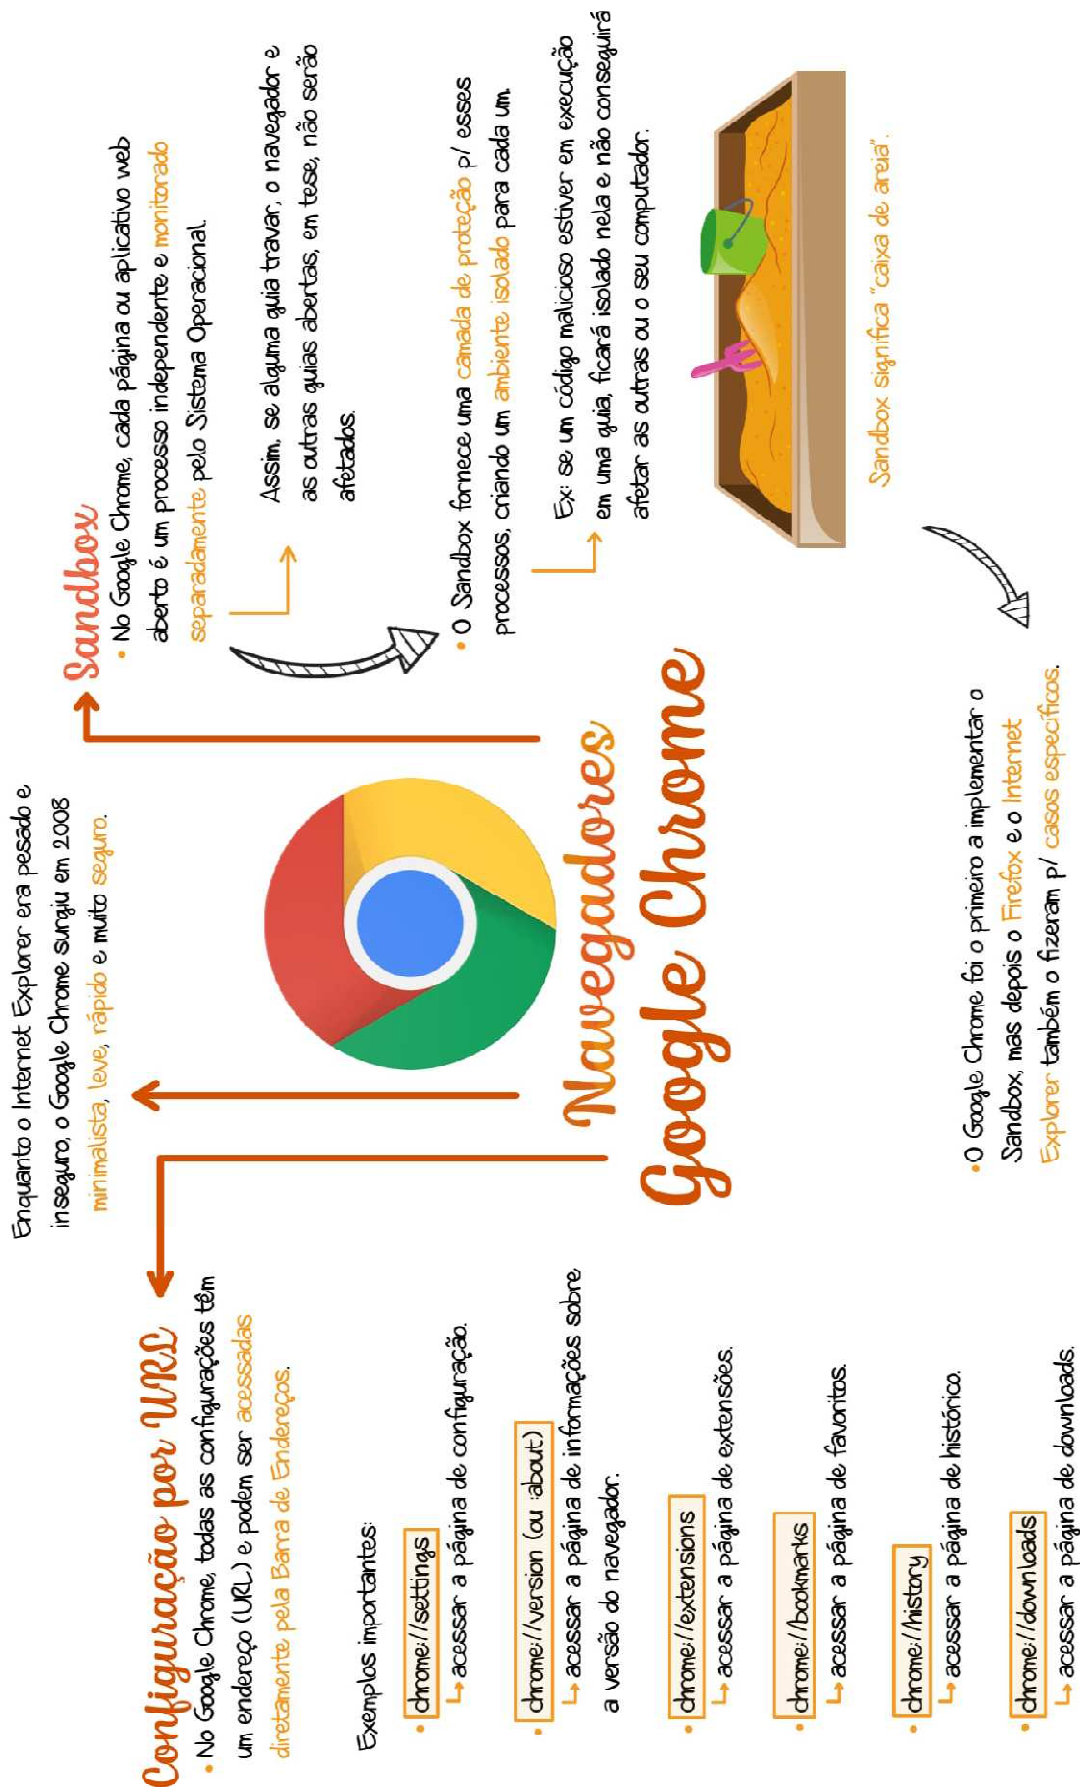 Navegadores
Google Chrome
Enquanto o Internet Explorer era pesado e
inseguro, o Google Chrome surgiu em 2008
minimalista, leve, rápido e muito seguro.
Configuração por URL
• No Google Chrome, todas as configurações têm
um endereço (URL) e podem ser acessadas
diretamente pela Barra de Endereços.
Exemplos importantes:
• chrome://settings
↳ acessar a página de configuração.
• chrome://version (ou :about)
↳ acessar a página de informações sobre
a versão do navegador.
• chrome://extensions
↳ acessar a página de extensões.
• chrome://bookmarks
↳ acessar a página de favoritos.
• chrome://history
↳ acessar a página de histórico.
• chrome://downloads
↳ acessar a página de downloads.
Sandbox
• No Google Chrome, cada página ou aplicativo web
aberto é um processo independente e monitorado
separadamente pelo Sistema Operacional.
Assim, se alguma guia travar, o navegador e
as outras guias abertas, em tese, não serão
afetados.
• O Sandbox fornece uma camada de proteção p/ esses
processos, criando um ambiente isolado para cada um.
Ex: se um código malicioso estiver em execução
em uma guia, ficará isolado nela e não conseguirá
afetar as outras ou o seu computador.
Sandbox significa "caixa de areia".
• O Google Chrome foi o primeiro a implementar o
Sandbox, mas depois o Firefox e o Internet
Explorer também o fizeram p/ casos específicos.